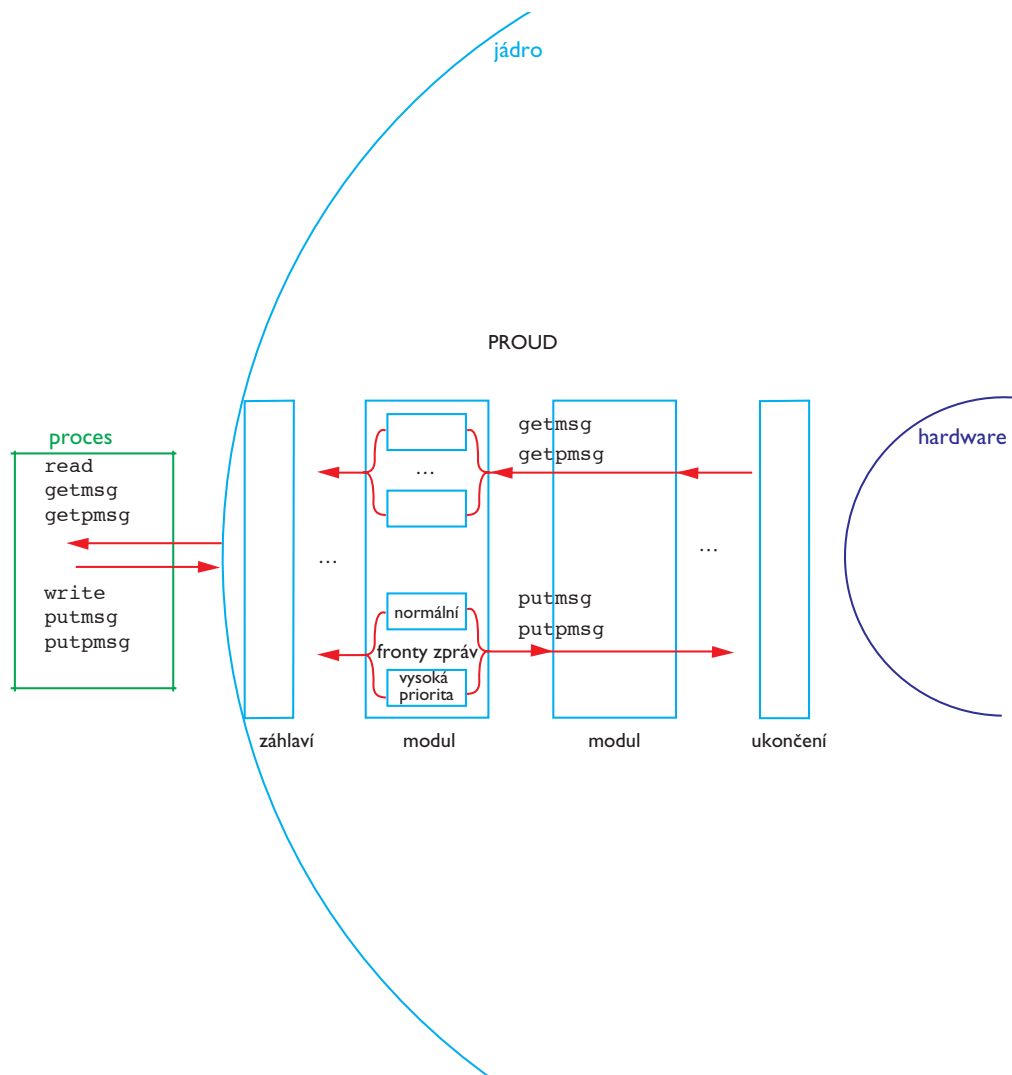 jádro
PROUD
proces
hardware
read
getmsg
getpmsg
write
putmsg
putpmsg
…
…
normální
fronty zpráv
vysoká
priorita
getmsg
getpmsg
putmsg
putpmsg
…
záhlaví
modul
modul
ukončení